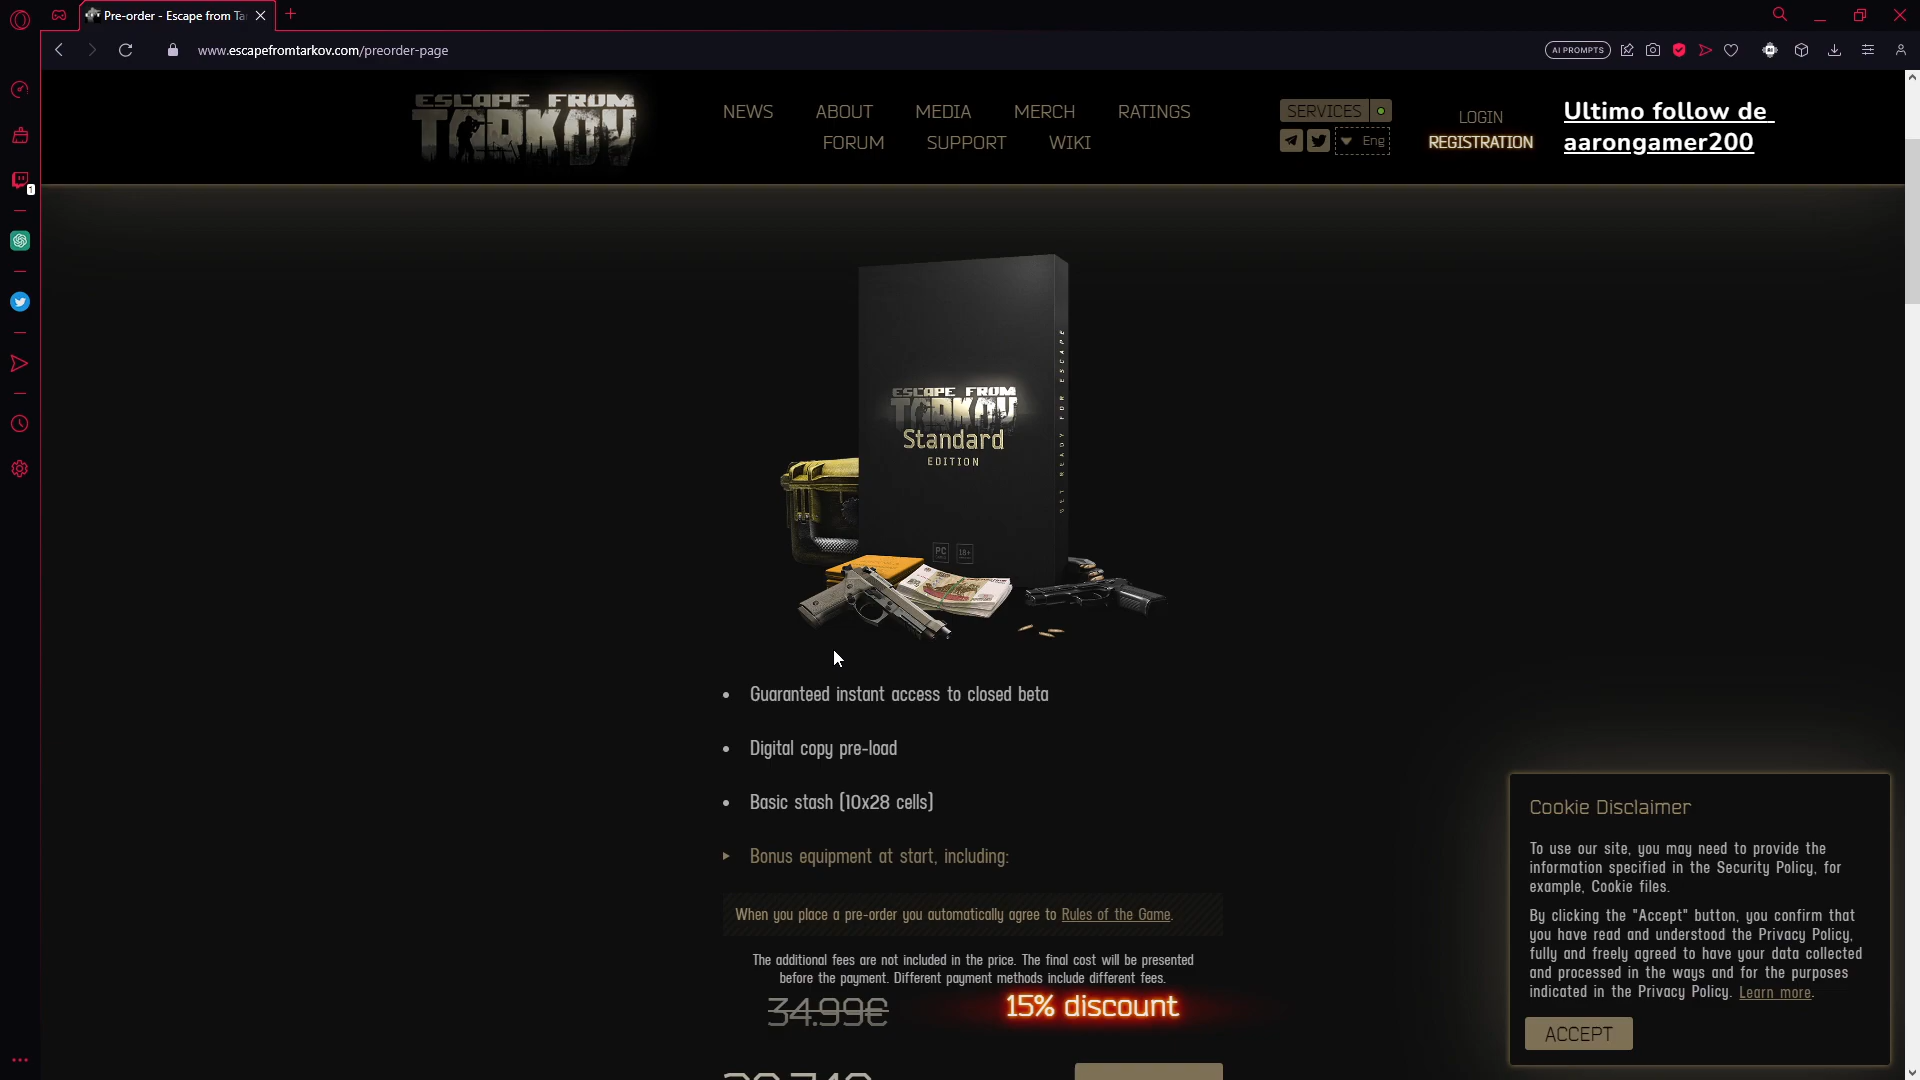 Pre-order - Escape from Ta
www.escapefromtarkov.com/preorder-page
AI PROMPTS
1
ESCAPE FROM
TARKOV
NEWS
ABOUT
MEDIA
MERCH
RATINGS
FORUM
SUPPORT
WIKI
SERVICES
Eng
LOGIN
REGISTRATION
Ultimo follow de
aarongamer200
ESCAPE FROM
TARKOV
Standard
EDITION
GET READY FOR ESCAPE
PC
18+
• Guaranteed instant access to closed beta
• Digital copy pre-load
• Basic stash (10x28 cells)
Bonus equipment at start, including:
When you place a pre-order you automatically agree to Rules of the Game.
The additional fees are not included in the price. The final cost will be presented
before the payment. Different payment methods include different fees.
34.99€
15% discount
Cookie Disclaimer
To use our site, you may need to provide the
information specified in the Security Policy, for
example, Cookie files.
By clicking the "Accept" button, you confirm that
you have read and understood the Privacy Policy,
fully and freely agreed to have your data collected
and processed in the ways and for the purposes
indicated in the Privacy Policy. Learn more.
ACCEPT